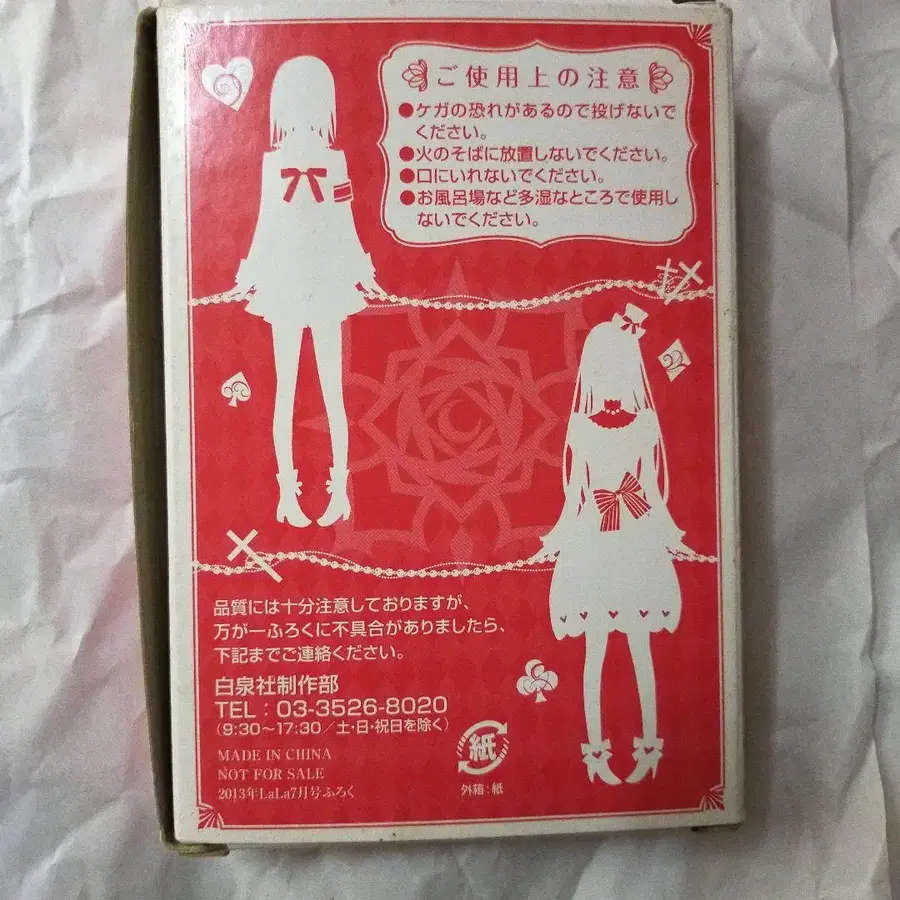 ご使用上の注意
●ケガの恐れがあるので投げないで
ください。
●火のそばに放置しないでください。
●口にいれないでください。
●お風呂場など多湿なところで使用し
ないでください。
品質には十分注意しておりますが、
万が一ふろくに不具合がありましたら、
下記までご連絡ください。
白泉社制作部
TEL：03-3526-8020
(9:30～17:30／土・日・祝日を除く)
MADE IN CHINA
NOT FOR SALE
2013年LaLa7月号ふろく
紙
外箱：紙